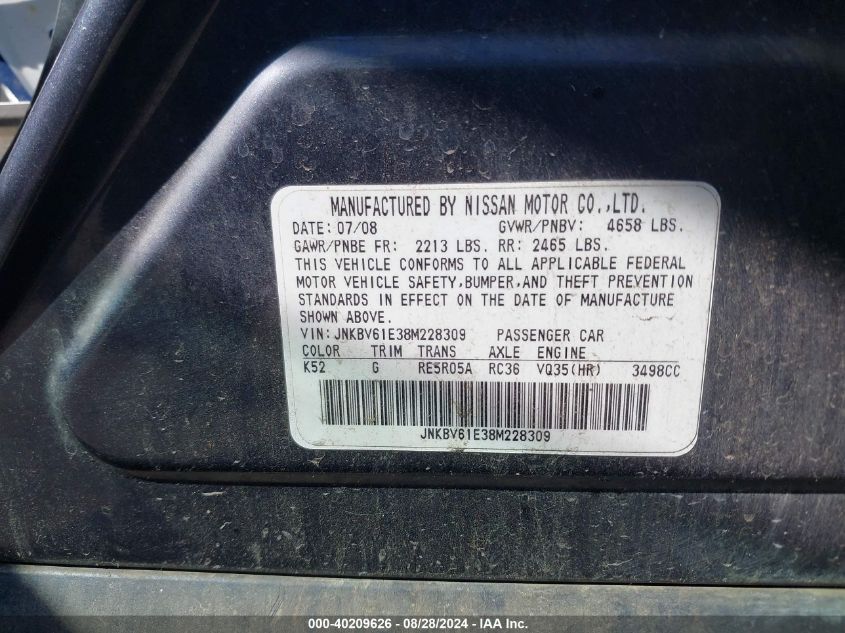 MANUFACTURED BY NISSAN MOTOR CO.,LTD.
DATE: 07/08 GVWR/PNBV: 4658 LBS.
GAWR/PNBE FR: 2213 LBS. RR: 2465 LBS.
THIS VEHICLE CONFORMS TO ALL APPLICABLE FEDERAL
MOTOR VEHICLE SAFETY,BUMPER,AND THEFT PREVENTION
STANDARDS IN EFFECT ON THE DATE OF MANUFACTURE
SHOWN ABOVE.
VIN:JNKBV61E38M228309 PASSENGER CAR
COLOR TRIM TRANS AXLE ENGINE
K52 G RE5R05A RC36 VQ35(HR) 3498CC
JNKBV61E38M228309
000-40209626 - 08/28/2024 - IAAI.com